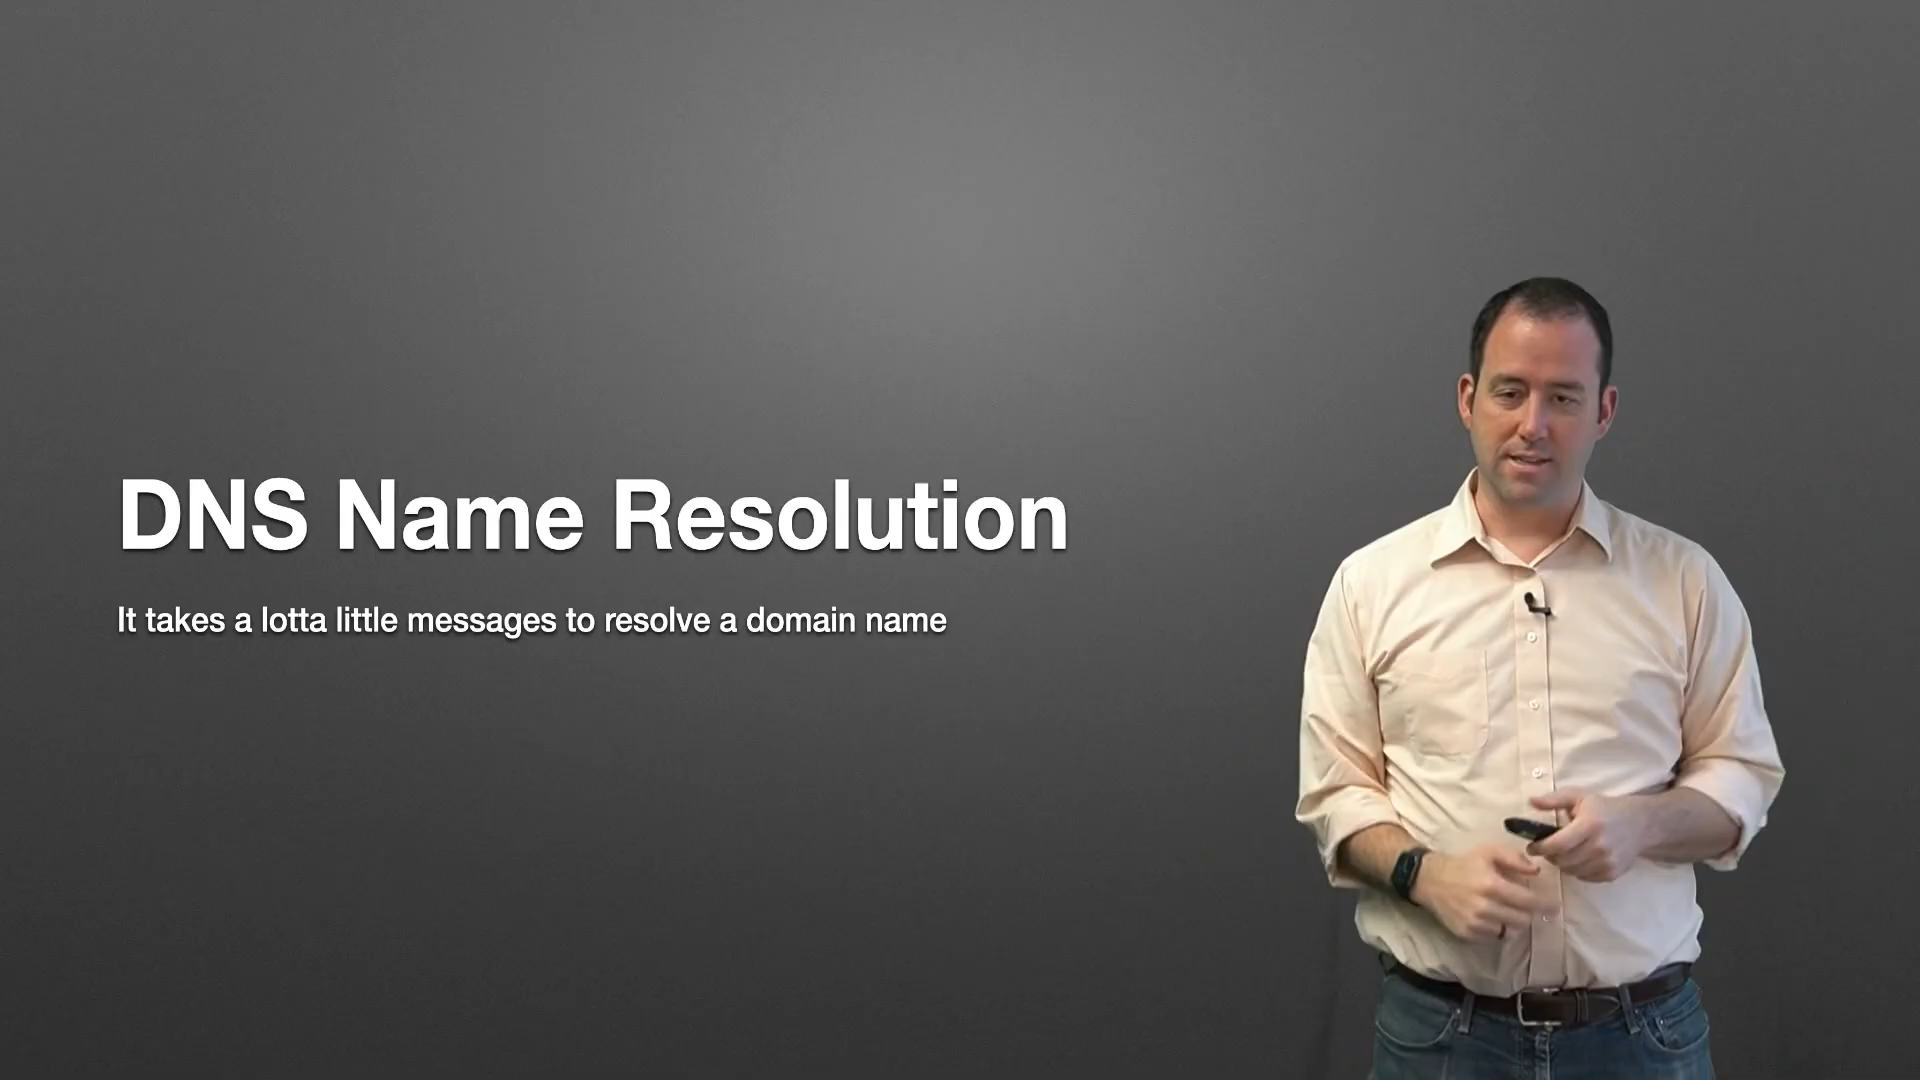 DNS Name Resolution
It takes a lotta little messages to resolve a domain name